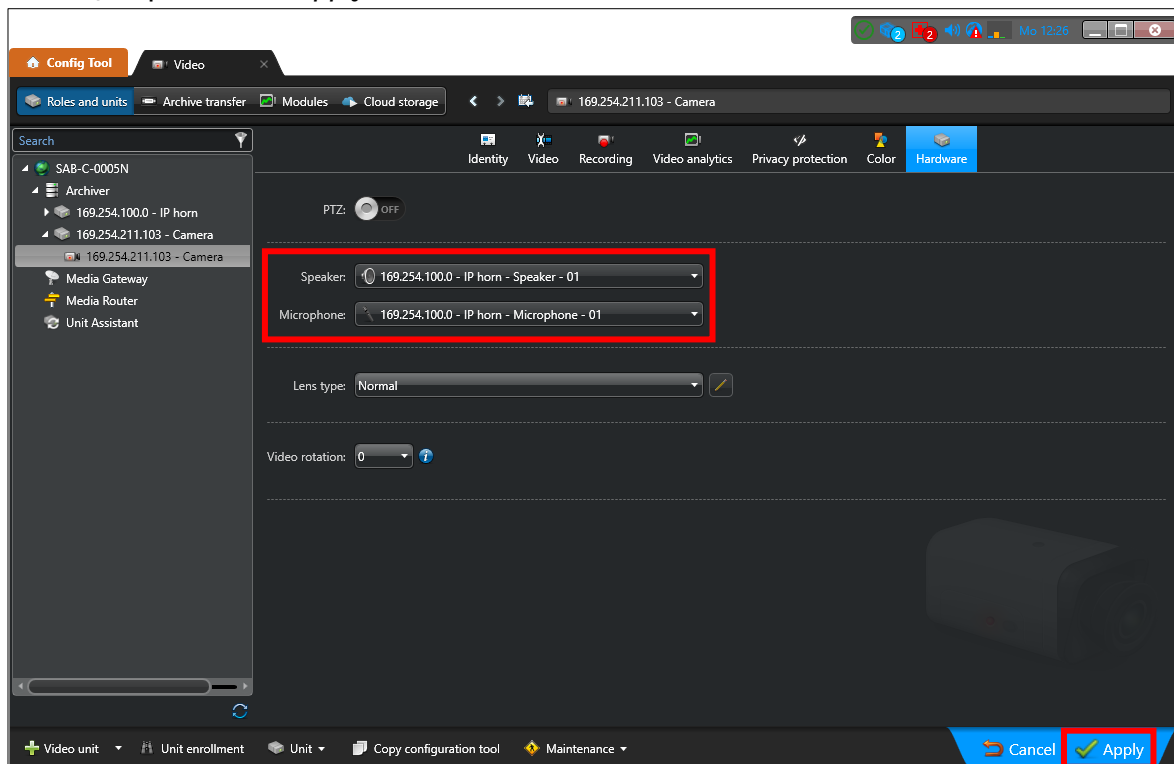 2
2
Mo 12:26
Config Tool
Video
Roles and units
Archive transfer
Modules
Cloud storage
169.254.211.103 - Camera
Search
Identity
Video
Recording
Video analytics
Privacy protection
Color
Hardware
SAB-C-0005N
Archiver
169.254.100.0 - IP horn
169.254.211.103 - Camera
169.254.211.103 - Camera
Media Gateway
Media Router
Unit Assistant
PTZ:
OFF
Speaker:
169.254.100.0 - IP horn - Speaker - 01
Microphone:
169.254.100.0 - IP horn - Microphone - 01
Lens type:
Normal
Video rotation:
0
Video unit
Unit enrollment
Unit
Copy configuration tool
Maintenance
Cancel
Apply